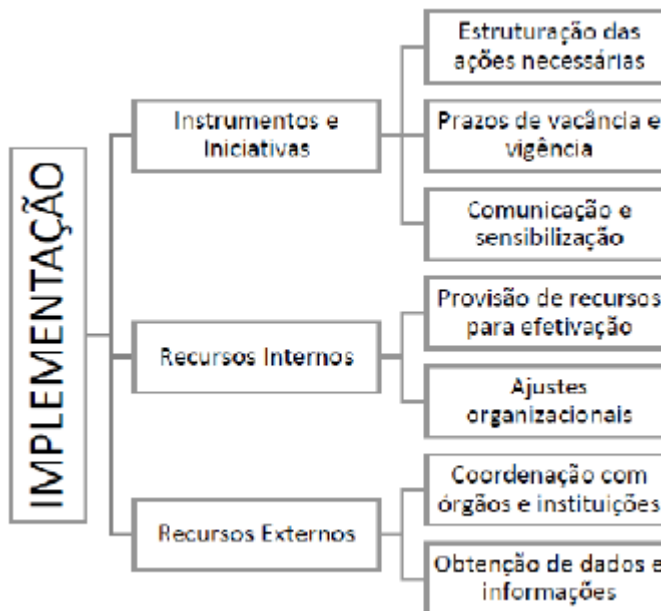 IMPLEMENTAÇÃO
Instrumentos e
Iniciativas
Estruturação das
ações necessárias
Prazos de vacância e
vigência
Comunicação e
sensibilização
Recursos Internos
Provisão de recursos
para efetivação
Ajustes
organizacionais
Recursos Externos
Coordenação com
órgãos e instituições
Obtenção de dados e
informações